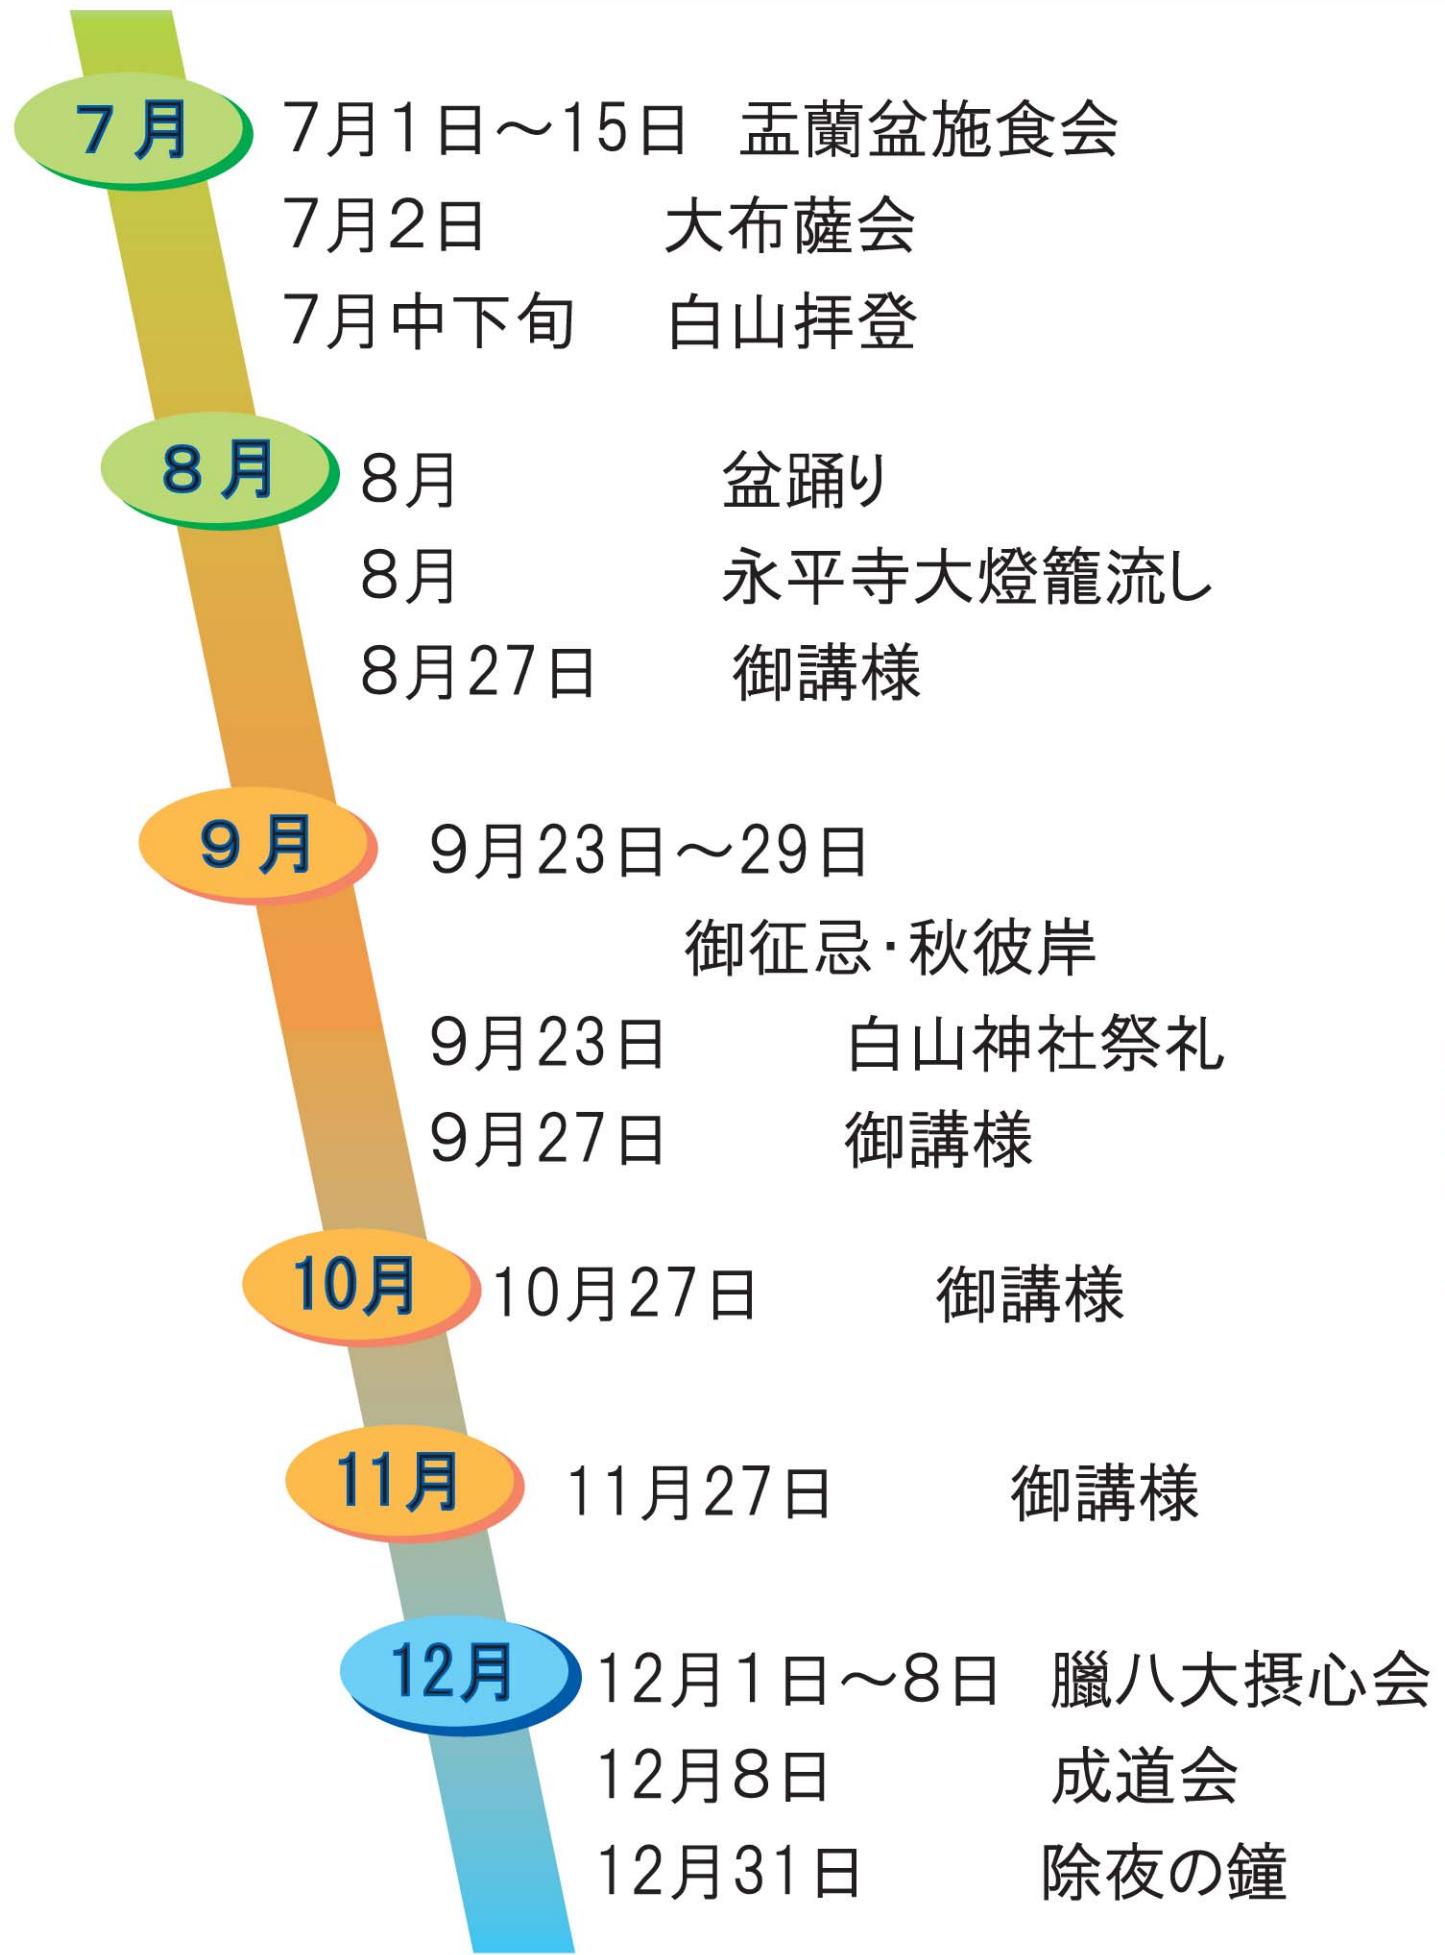 7月
7月1日～15日 盂蘭盆施食会
7月2日 大布薩会
7月中下旬 白山拝登
8月
8月 盆踊り
8月 永平寺大燈籠流し
8月27日 御講様
9月
9月23日～29日
御征忌・秋彼岸
9月23日 白山神社祭礼
9月27日 御講様
10月
10月27日 御講様
11月
11月27日 御講様
12月
12月1日～8日 臘八大摂心会
12月8日 成道会
12月31日 除夜の鐘